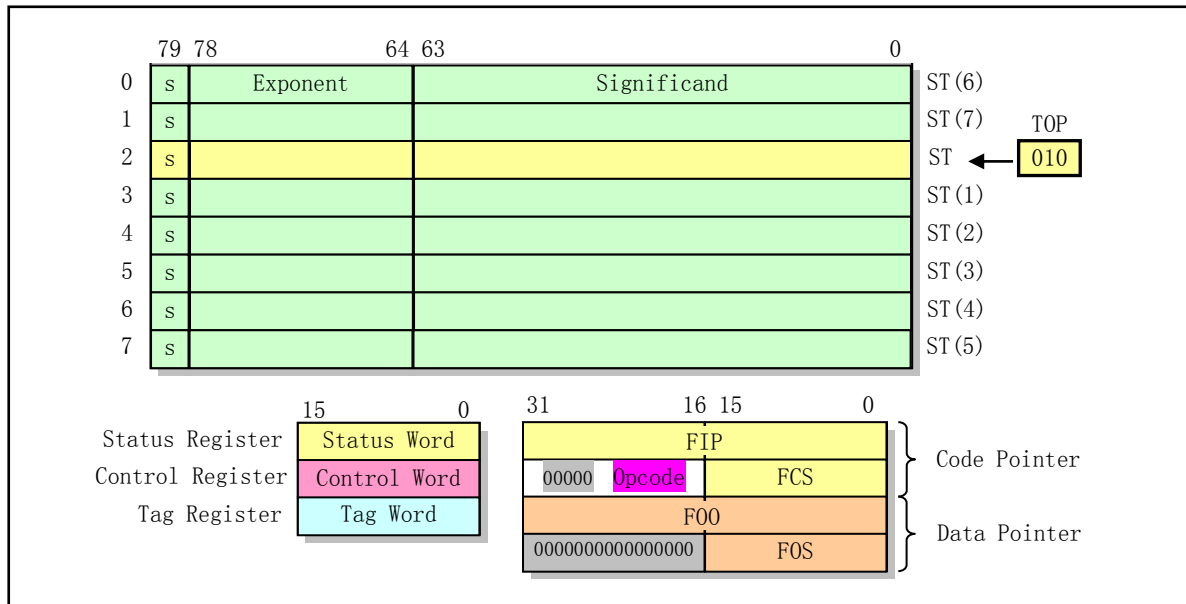 79 78 64 63 0
0 s Exponent Significand ST(6)
1 s ST(7) TOP
2 s ST 010
3 s ST(1)
4 s ST(2)
5 s ST(3)
6 s ST(4)
7 s ST(5)
15 0
Status Register Status Word
Control Register Control Word
Tag Register Tag Word
31 16 15 0
FIP
00000 Opcode FCS
Code Pointer
FOO
0000000000000000 FOS
Data Pointer